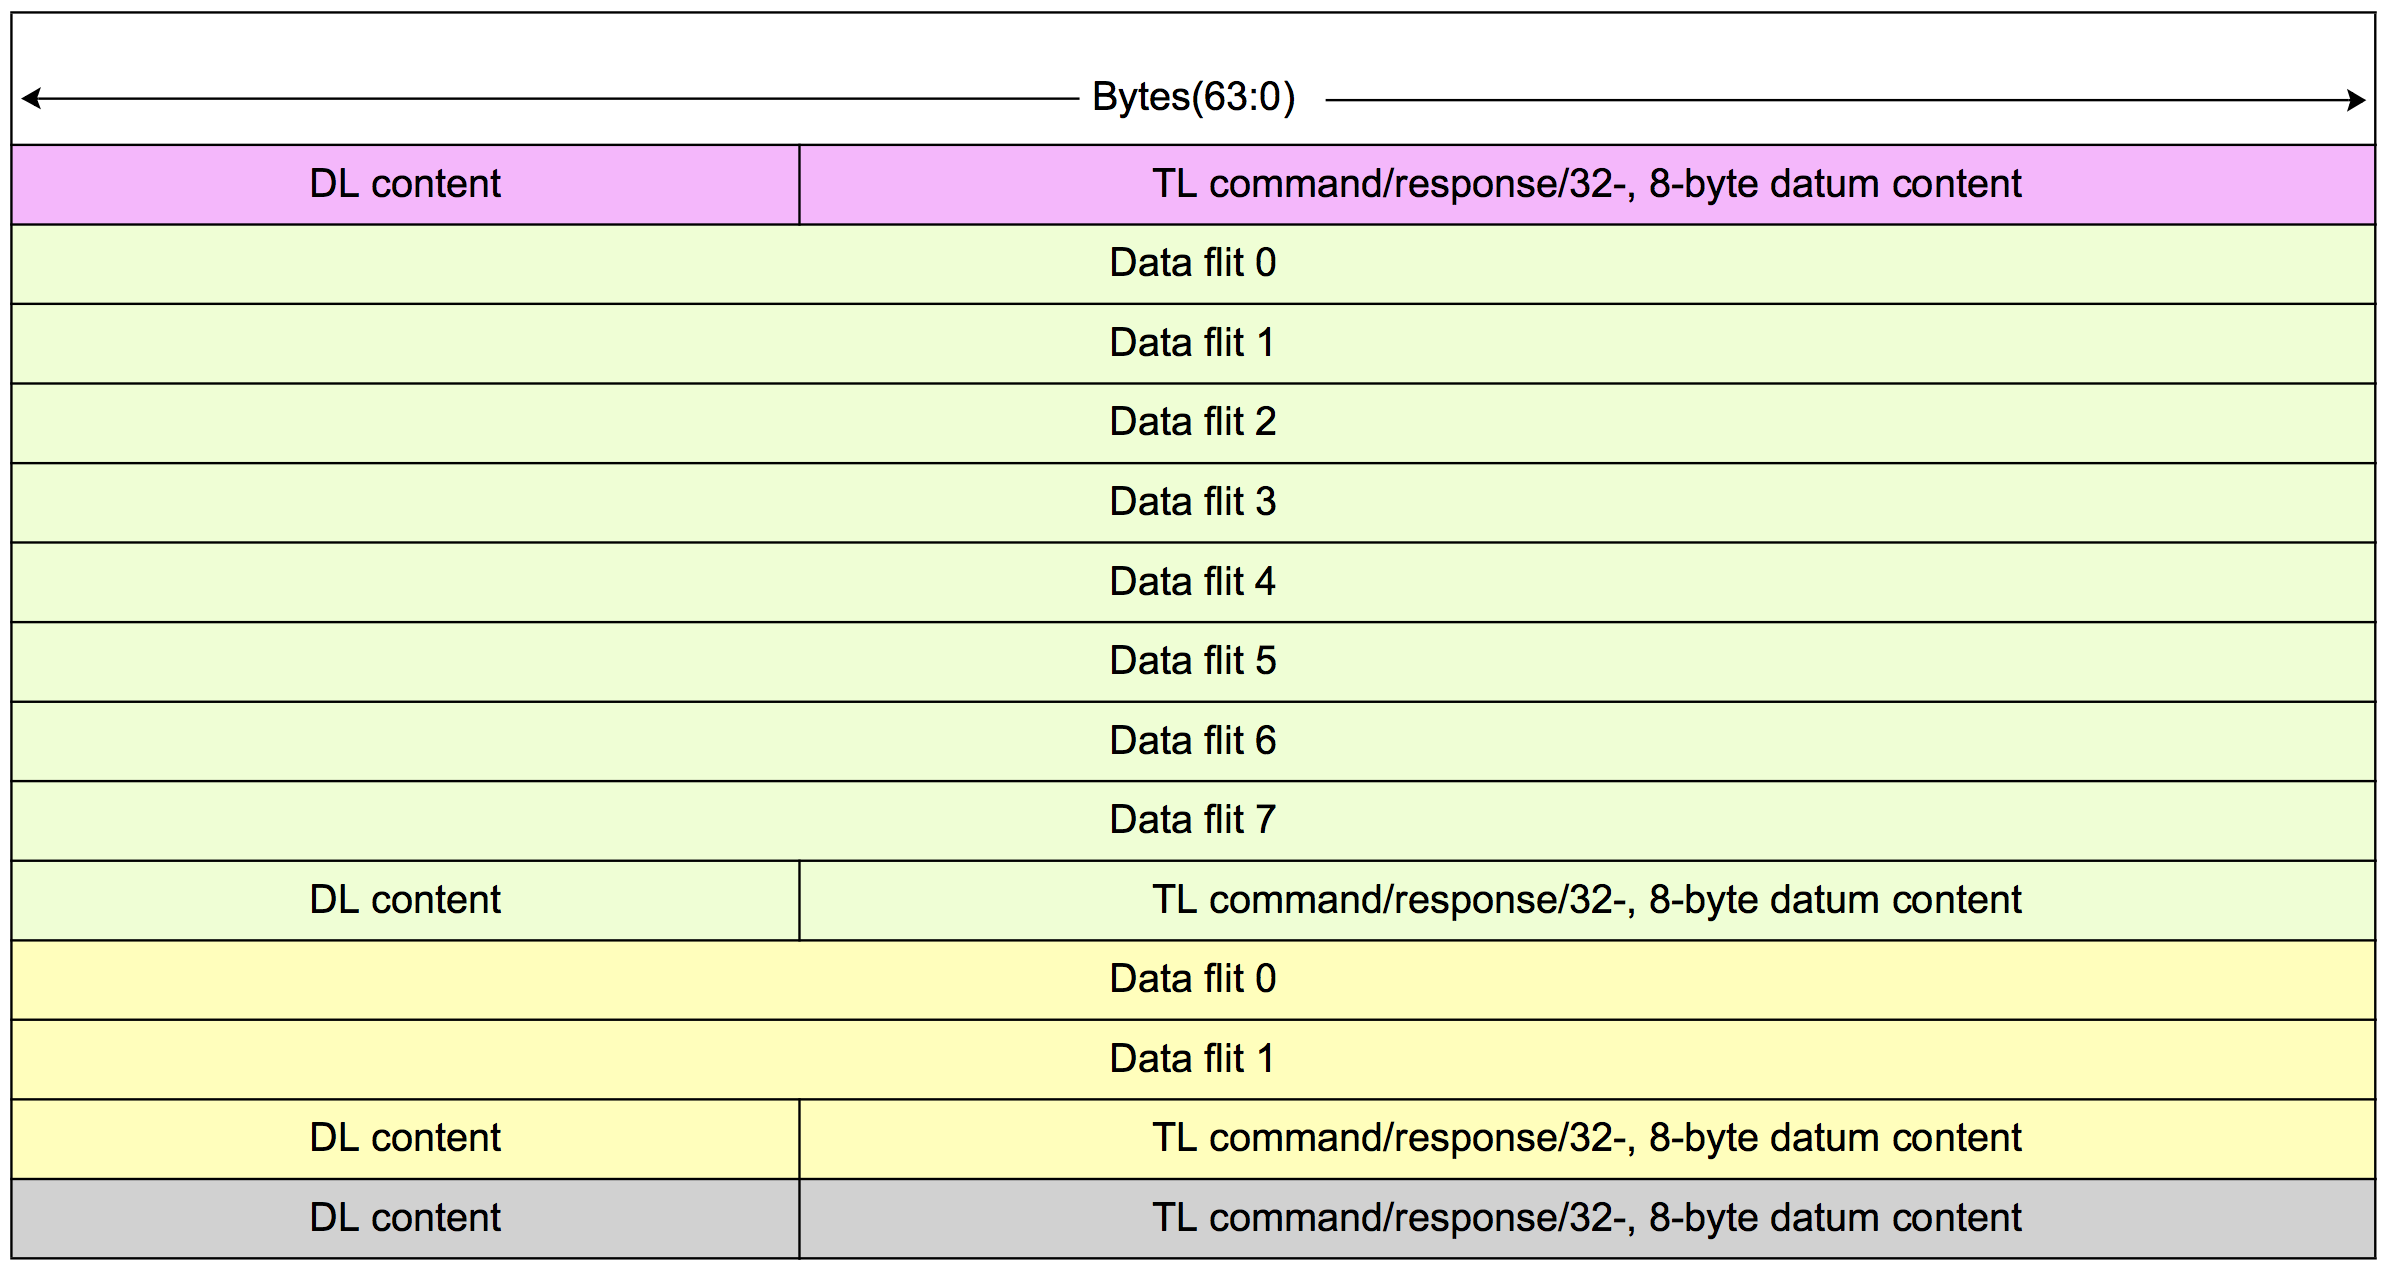 Bytes(63:0)
DL content TL command/response/32-, 8-byte datum content
Data flit 0
Data flit 1
Data flit 2
Data flit 3
Data flit 4
Data flit 5
Data flit 6
Data flit 7
DL content TL command/response/32-, 8-byte datum content
Data flit 0
Data flit 1
DL content TL command/response/32-, 8-byte datum content
DL content TL command/response/32-, 8-byte datum content